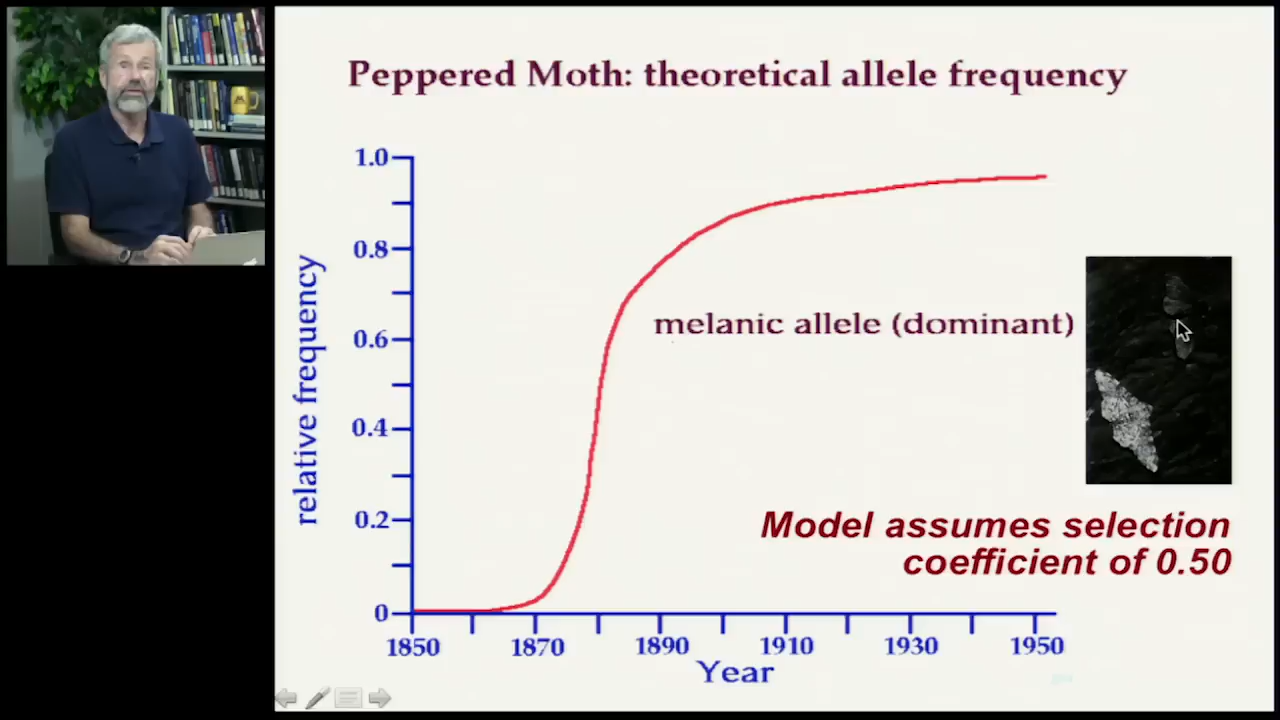 Peppered Moth: theoretical allele frequency
1.0
0.8
0.6
0.4
0.2
0
relative frequency
melanic allele (dominant)
Model assumes selection
coefficient of 0.50
1850
1870
1890
1910
1930
1950
Year